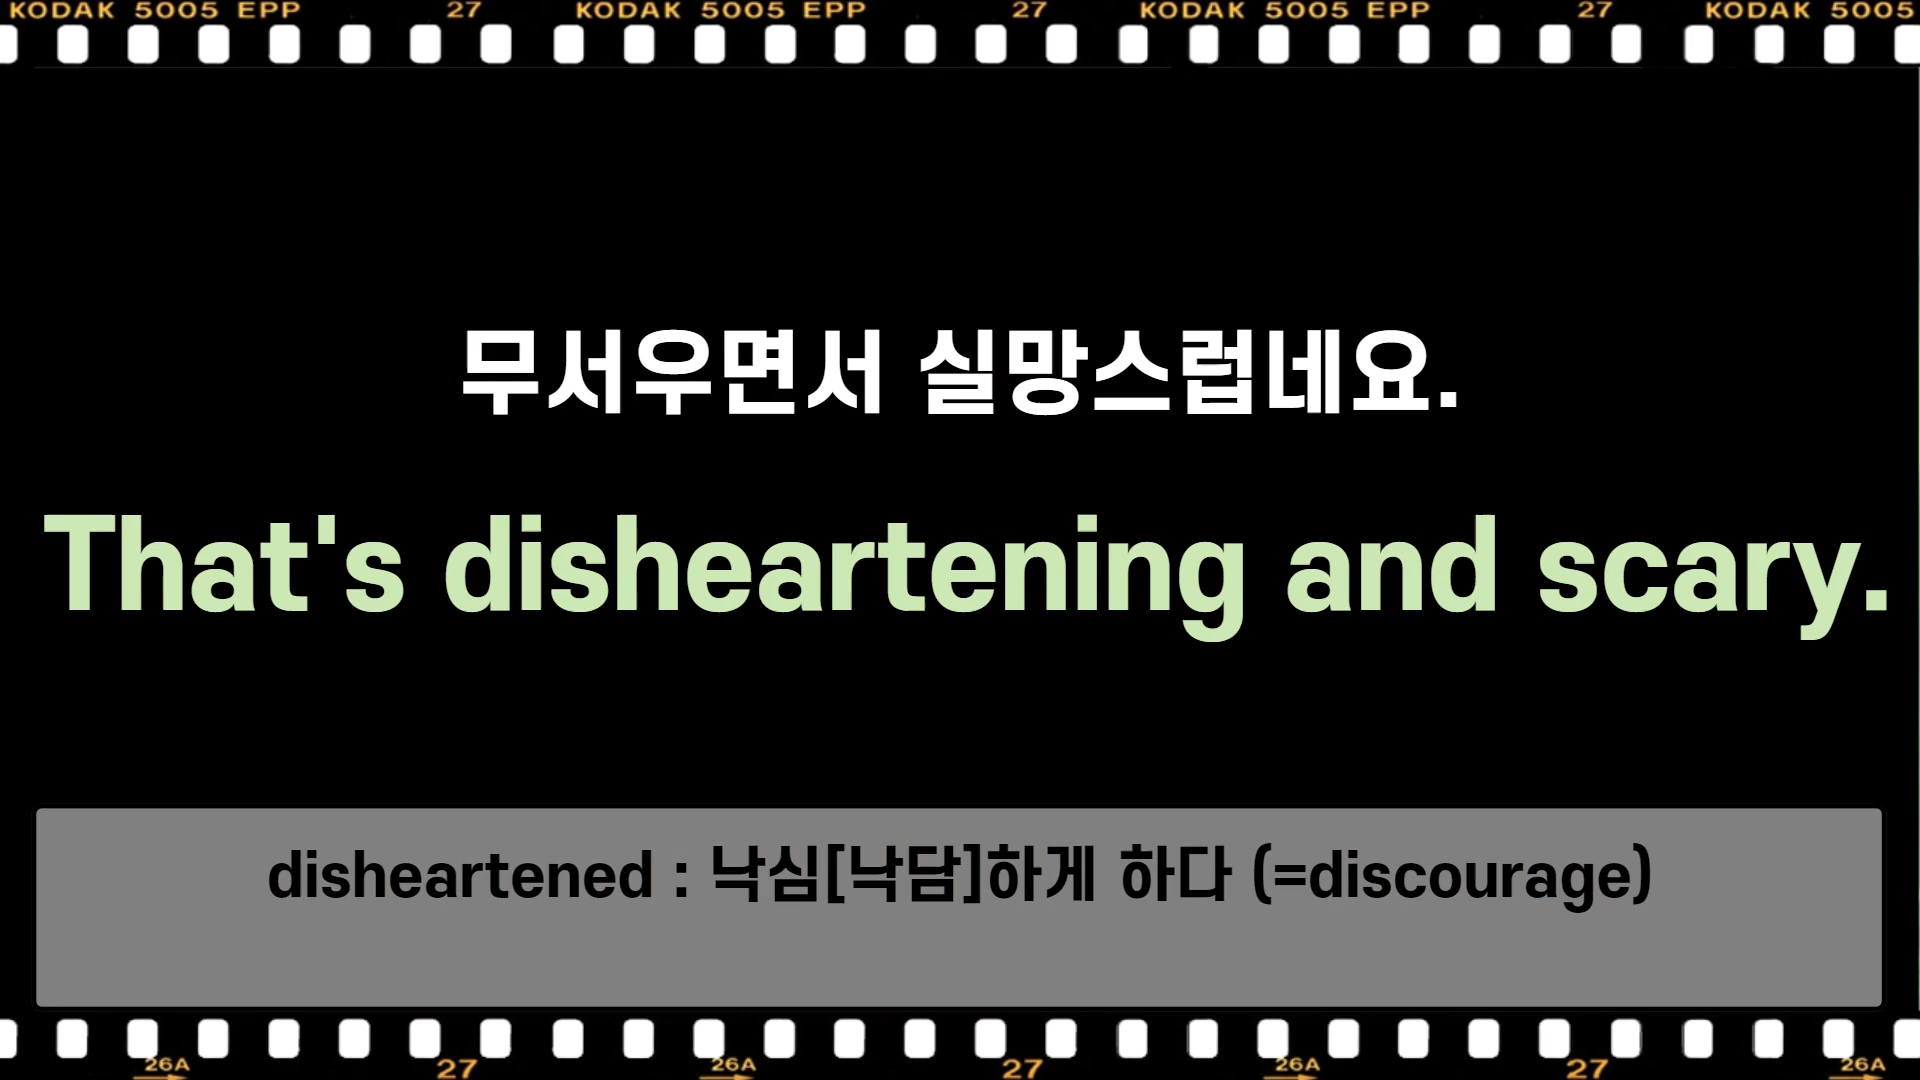 KODAK 5005 EPP 27 KODAK 5005 EPP 27 KODAK 5005 EPP 27 KODAK 5005
무서우면서 실망스럽네요.
That's disheartening and scary.
disheartened : 낙심[낙담]하게 하다 (=discourage)
26A 27 26A 27 26A 27 26A